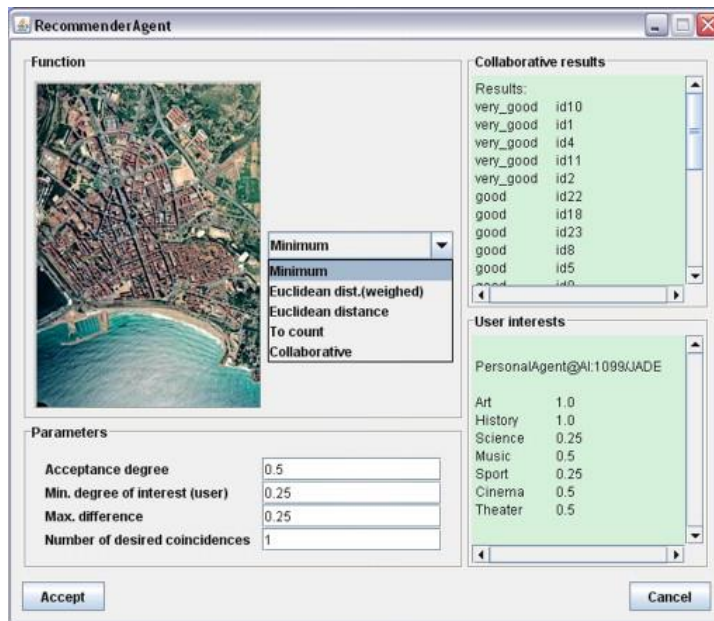 RecommenderAgent
Function
Minimum
Minimum
Euclidean dist.(weighed)
Euclidean distance
To count
Collaborative
Parameters
Acceptance degree 0.5
Min. degree of interest (user) 0.25
Max. difference 0.25
Number of desired coincidences 1
Collaborative results
Results:
very_good id10
very_good id1
very_good id4
very_good id11
very_good id2
good id22
good id18
good id23
good id8
good id5
User interests
PersonalAgent@AI:1099/JADE
Art 1.0
History 1.0
Science 0.25
Music 0.5
Sport 0.25
Cinema 0.5
Theater 0.5
Accept
Cancel